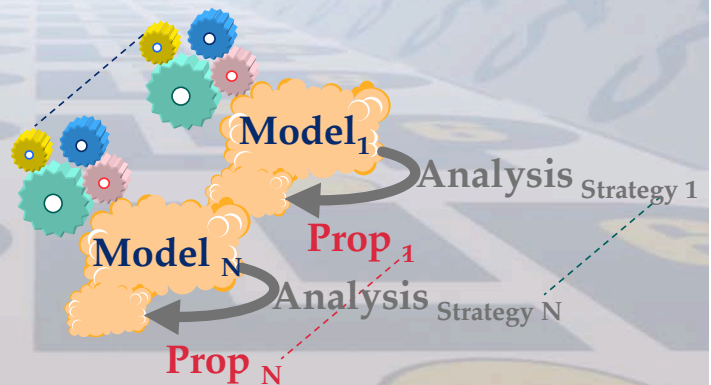 Model1
Analysis Strategy 1
Prop 1
Model N
Analysis Strategy N
Prop N